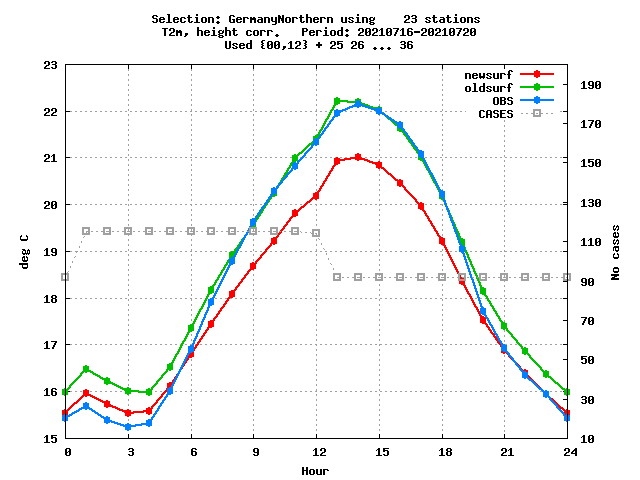 Selection: GermanyNorthern using    23 stations
T2m, height corr.   Period: 20210716-20210720
Used {00,12} + 25 26 ... 36
newsurf
oldsurf
OBS
CASES
deg C
23
22
21
20
19
18
17
16
15
190
170
150
130
110
90
70
50
30
10
No cases
0 3 6 9 12 15 18 21 24
Hour